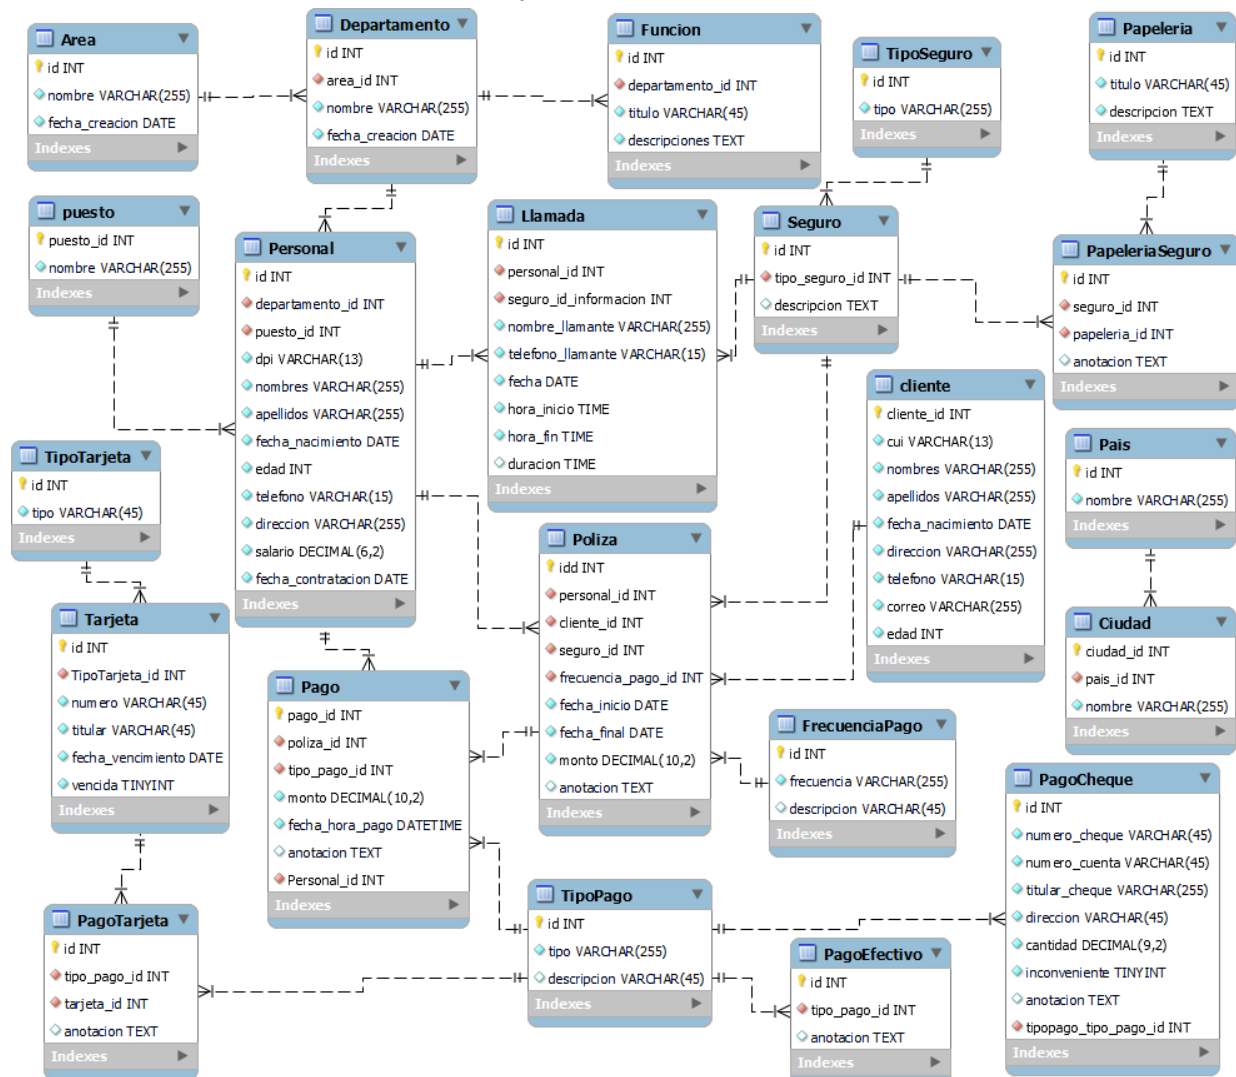 Area
id INT
nombre VARCHAR(255)
fecha_creacion DATE
Indexes
Departamento
id INT
area_id INT
nombre VARCHAR(255)
fecha_creacion DATE
Indexes
Funcion
id INT
departamento_id INT
titulo VARCHAR(45)
descripciones TEXT
Indexes
TipoSeguro
id INT
tipo VARCHAR(255)
Indexes
Papeleria
id INT
titulo VARCHAR(45)
descripcion TEXT
Indexes
puesto
puesto_id INT
nombre VARCHAR(255)
Indexes
Personal
id INT
departamento_id INT
puesto_id INT
dpi VARCHAR(13)
nombres VARCHAR(255)
apellidos VARCHAR(255)
fecha_nacimiento DATE
edad INT
telefono VARCHAR(15)
direccion VARCHAR(255)
salario DECIMAL(6,2)
fecha_contratacion DATE
Indexes
Llamada
id INT
personal_id INT
seguro_id_informacion INT
nombre_llamante VARCHAR(255)
telefono_llamante VARCHAR(15)
fecha DATE
hora_inicio TIME
hora_fin TIME
duracion TIME
Indexes
Seguro
id INT
tipo_seguro_id INT
descripcion TEXT
Indexes
PapeleriaSeguro
id INT
seguro_id INT
papeleria_id INT
anotacion TEXT
Indexes
cliente
cliente_id INT
cui VARCHAR(13)
nombres VARCHAR(255)
apellidos VARCHAR(255)
fecha_nacimiento DATE
direccion VARCHAR(255)
telefono VARCHAR(15)
correo VARCHAR(255)
edad INT
Indexes
Pais
id INT
nombre VARCHAR(255)
Indexes
TipoTarjeta
id INT
tipo VARCHAR(45)
Indexes
Tarjeta
id INT
TipoTarjeta_id INT
numero VARCHAR(45)
titular VARCHAR(45)
fecha_vencimiento DATE
vencida TINYINT
Indexes
Poliza
idd INT
personal_id INT
cliente_id INT
seguro_id INT
frecuencia_pago_id INT
fecha_inicio DATE
fecha_final DATE
monto DECIMAL(10,2)
anotacion TEXT
Indexes
Ciudad
ciudad_id INT
pais_id INT
nombre VARCHAR(255)
Indexes
Pago
pago_id INT
poliza_id INT
tipo_pago_id INT
monto DECIMAL(10,2)
fecha_hora_pago DATETIME
anotacion TEXT
Personal_id INT
Indexes
FrecuenciaPago
id INT
frecuencia VARCHAR(255)
descripcion VARCHAR(45)
Indexes
PagoCheque
id INT
numero_cheque VARCHAR(45)
numero_cuenta VARCHAR(45)
titular_cheque VARCHAR(255)
direccion VARCHAR(45)
cantidad DECIMAL(9,2)
inconveniente TINYINT
anotacion TEXT
tipopago_tipo_pago_id INT
Indexes
PagoTarjeta
id INT
tipo_pago_id INT
tarjeta_id INT
anotacion TEXT
Indexes
TipoPago
id INT
tipo VARCHAR(255)
descripcion VARCHAR(45)
Indexes
PagoEfectivo
id INT
tipo_pago_id INT
anotacion TEXT
Indexes